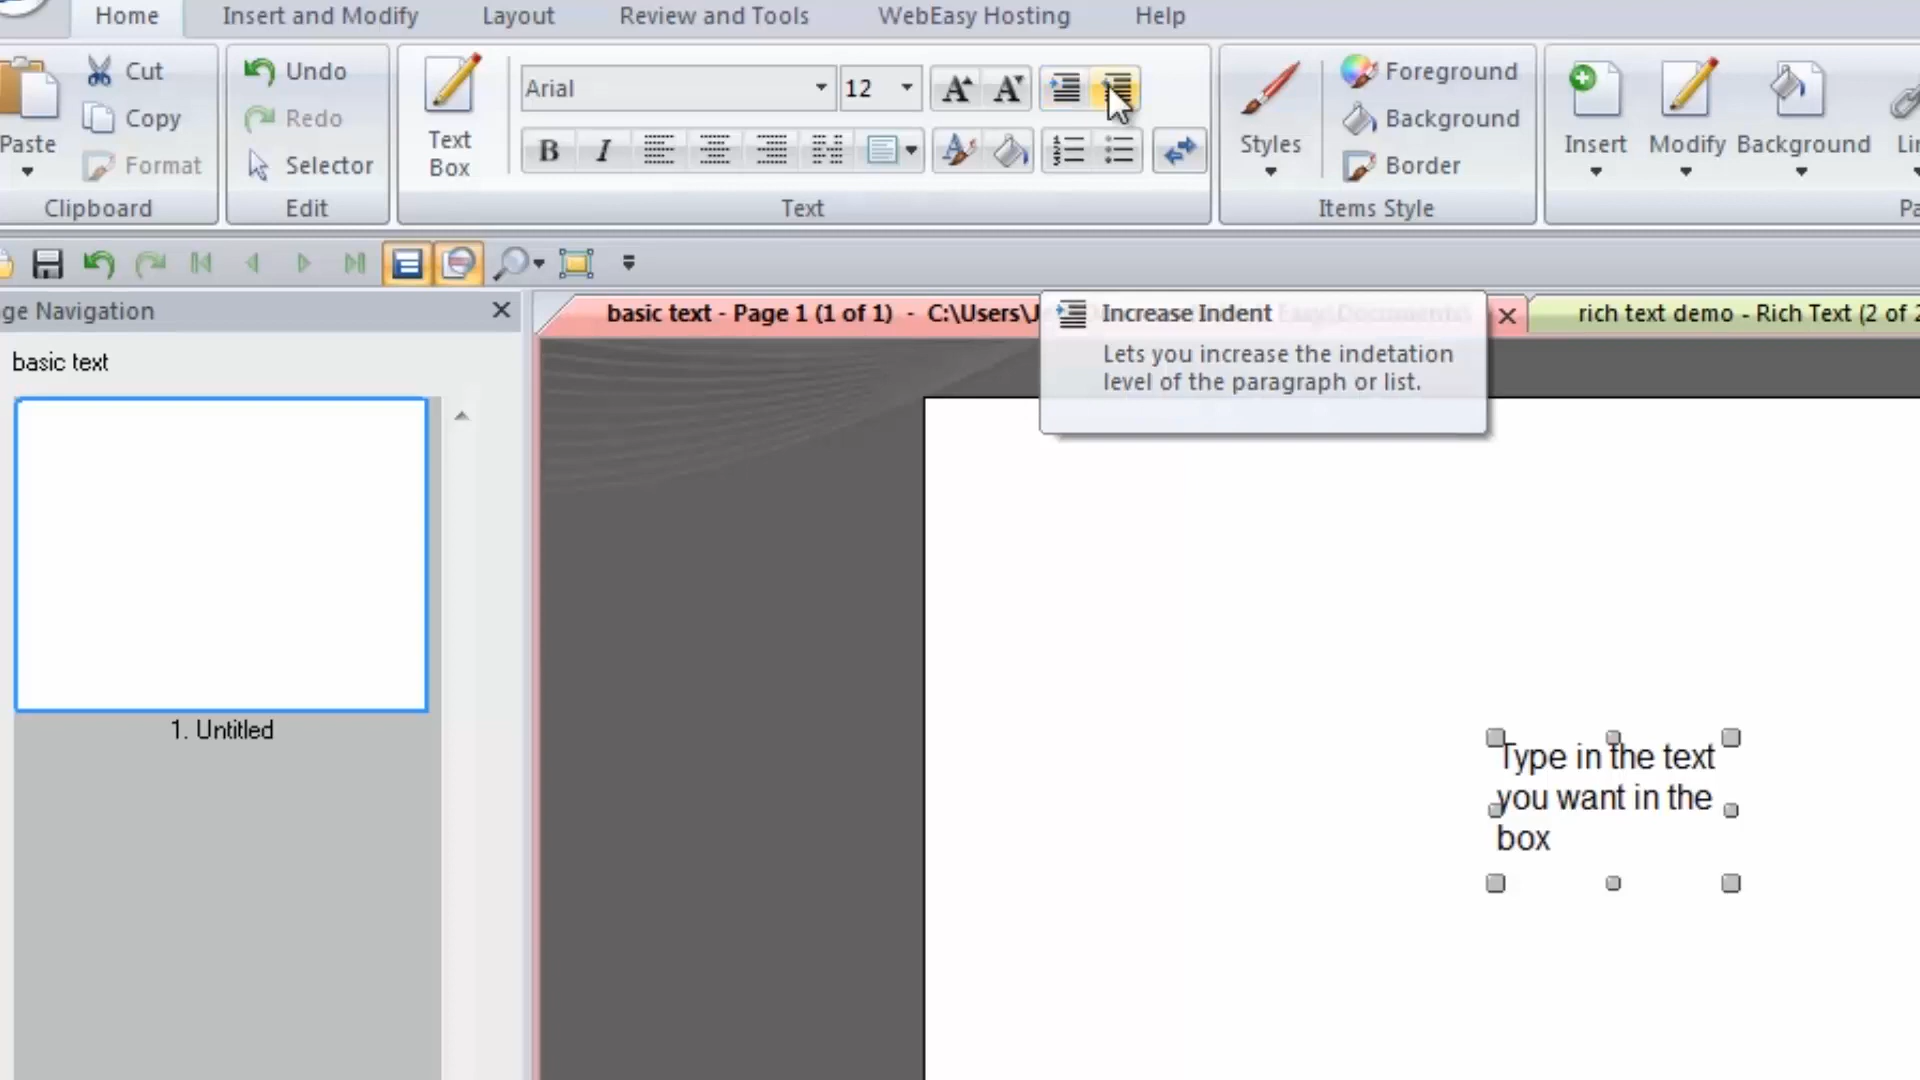 Home Insert and Modify Layout Review and Tools WebEasy Hosting Help
Cut Undo Arial 12 Foreground
Copy Redo Background
Paste Text Box Styles Insert Modify Background
Format Selector B I Border
Clipboard Edit Text Items Style
ge Navigation
basic text - Page 1 (1 of 1) - C:\Users\J
Increase Indent
rich text demo - Rich Text (2 of 2
Lets you increase the indetation
level of the paragraph or list.
basic text
1. Untitled
Type in the text
you want in the
box